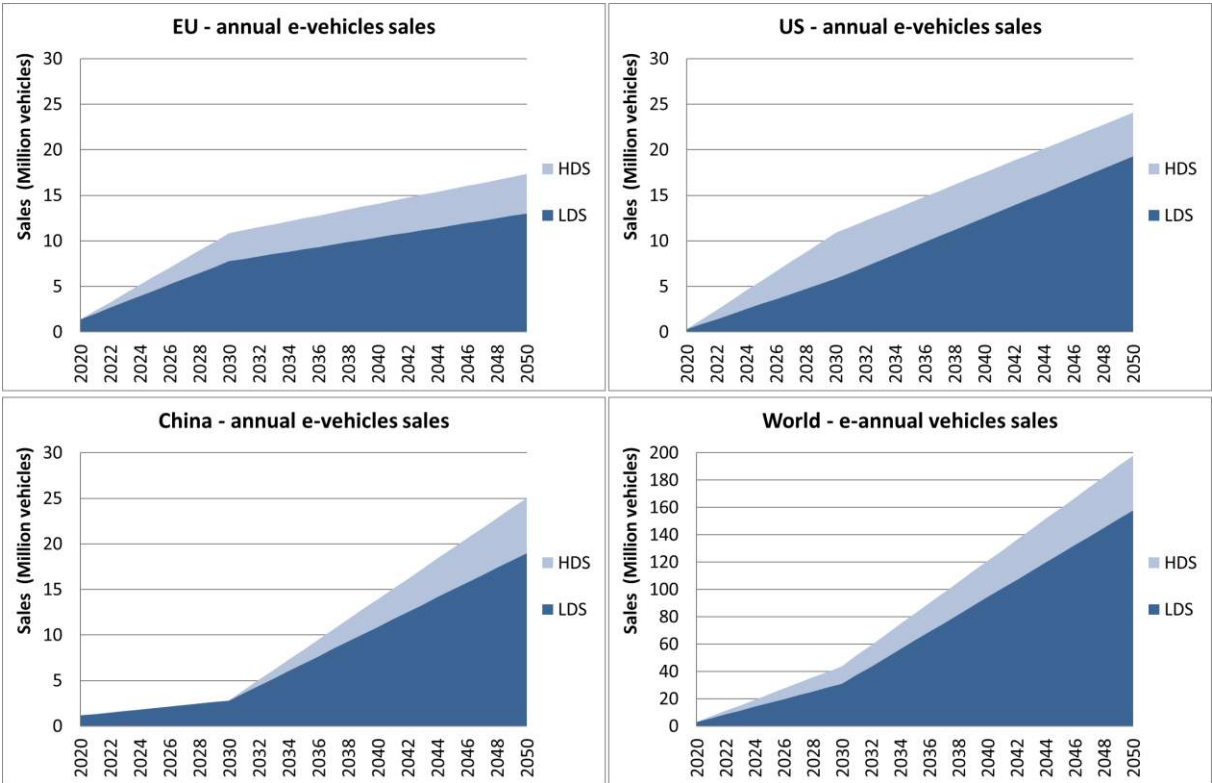 EU - annual e-vehicles sales
Sales (Million vehicles)
30
25
20
15
10
5
0
2020 2022 2024 2026 2028 2030 2032 2034 2036 2038 2040 2042 2044 2046 2048 2050
HDS
LDS
US - annual e-vehicles sales
Sales (Million vehicles)
30
25
20
15
10
5
0
2020 2022 2024 2026 2028 2030 2032 2034 2036 2038 2040 2042 2044 2046 2048 2050
HDS
LDS
China - annual e-vehicles sales
Sales (Million vehicles)
30
25
20
15
10
5
0
2020 2022 2024 2026 2028 2030 2032 2034 2036 2038 2040 2042 2044 2046 2048 2050
HDS
LDS
World - e-annual vehicles sales
Sales (Million vehicles)
200
180
160
140
120
100
80
60
40
20
0
2020 2022 2024 2026 2028 2030 2032 2034 2036 2038 2040 2042 2044 2046 2048 2050
HDS
LDS